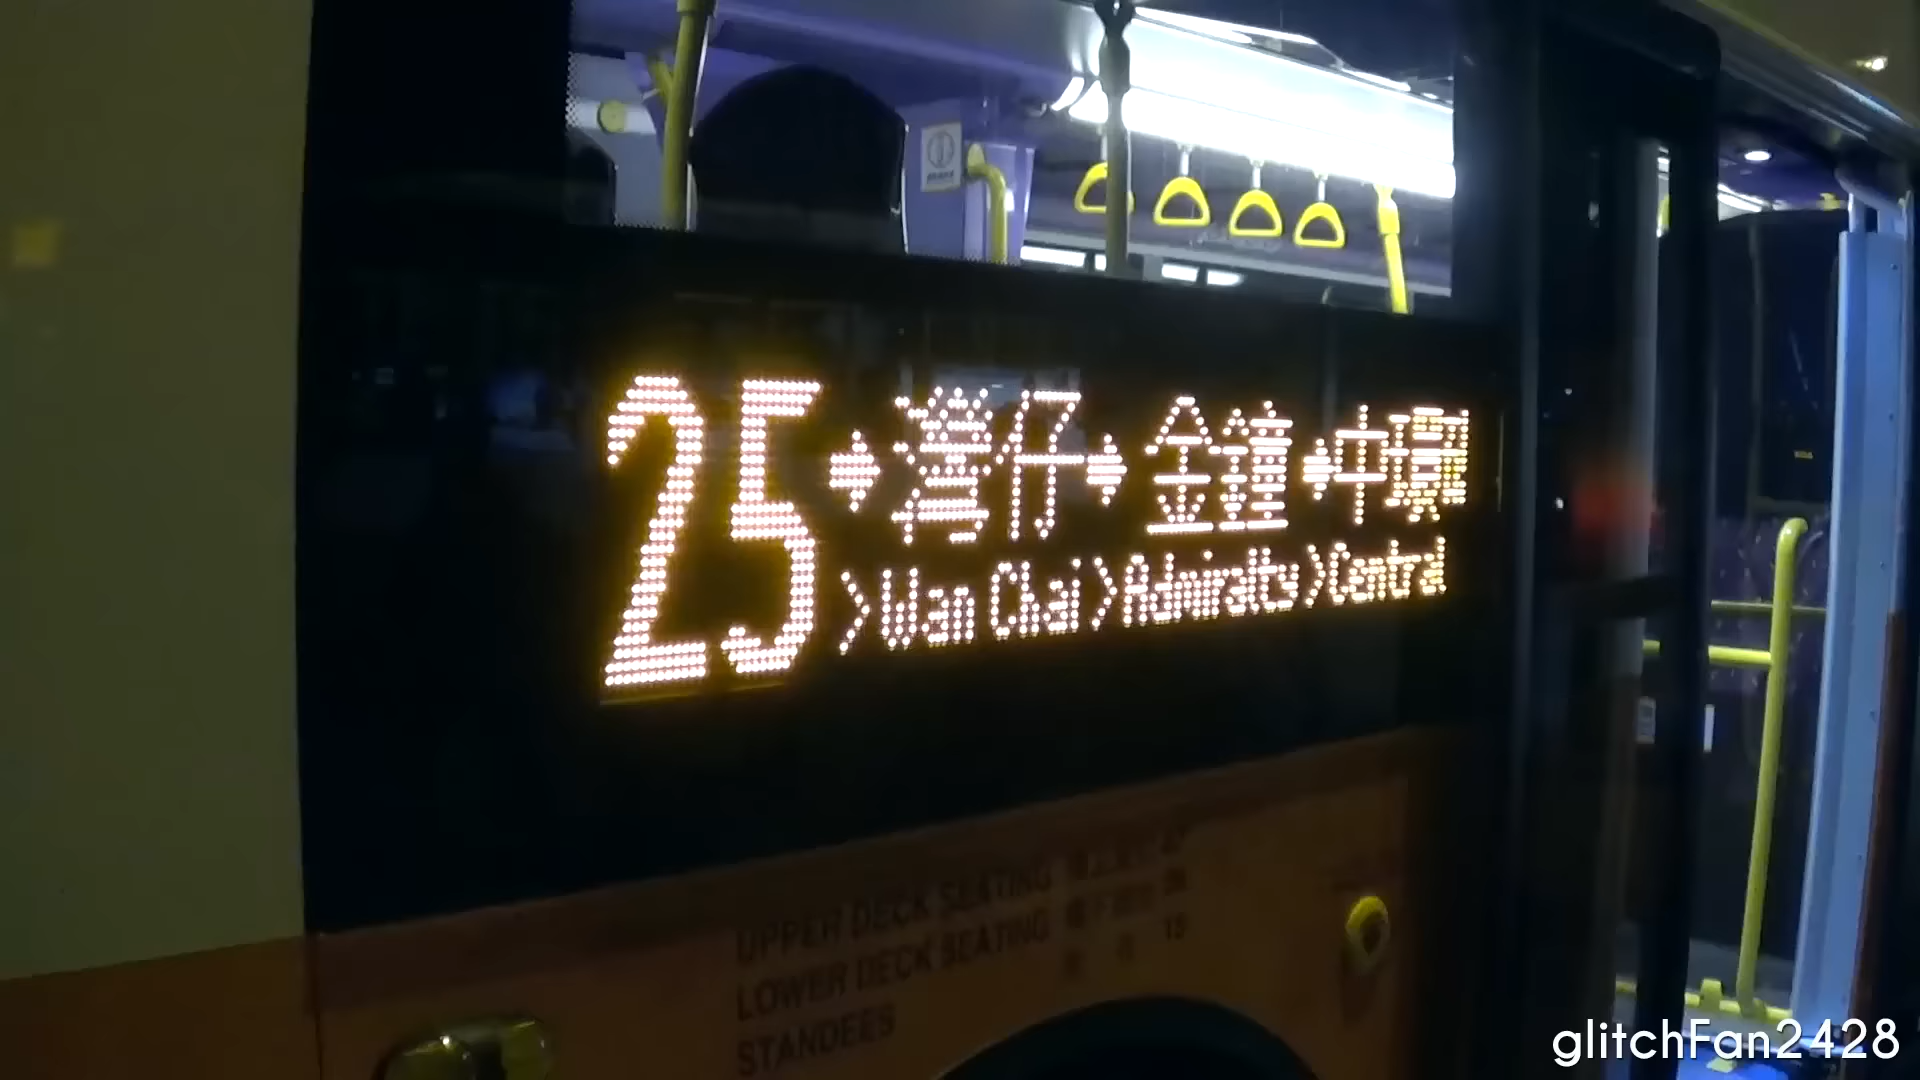 25 ➧灣仔➧金鐘➧中環
>Wan Chai>Admiralty>Central
UPPER DECK SEATING
LOWER DECK SEATING
STANDEES 13
glitchFan2428